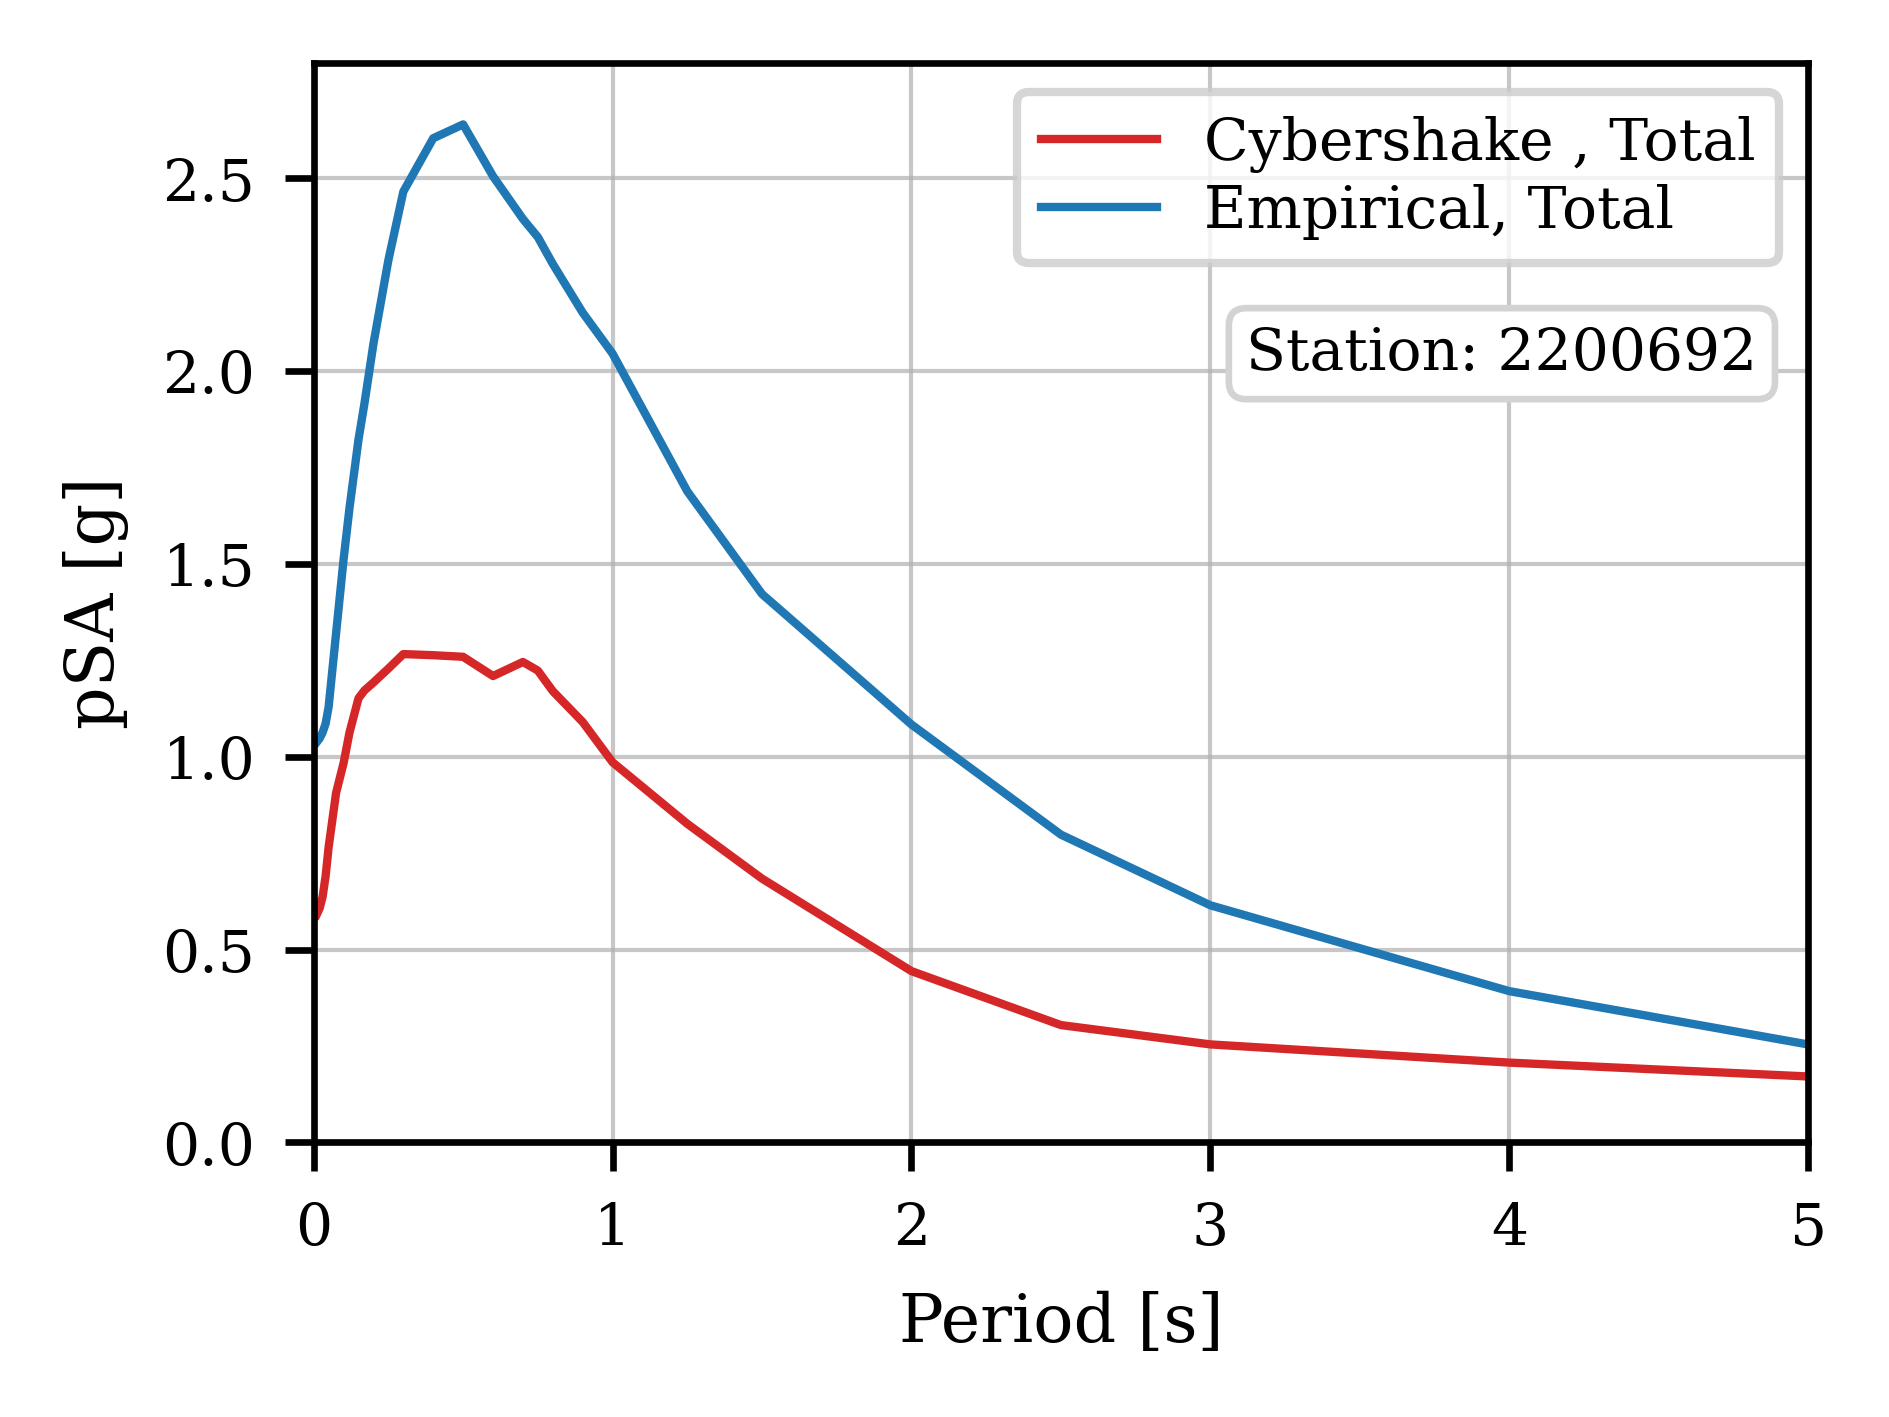 Cybershake , Total
Empirical, Total
Station: 2200692
pSA [g]
2.5
2.0
1.5
1.0
0.5
0.0
0 1 2 3 4 5
Period [s]